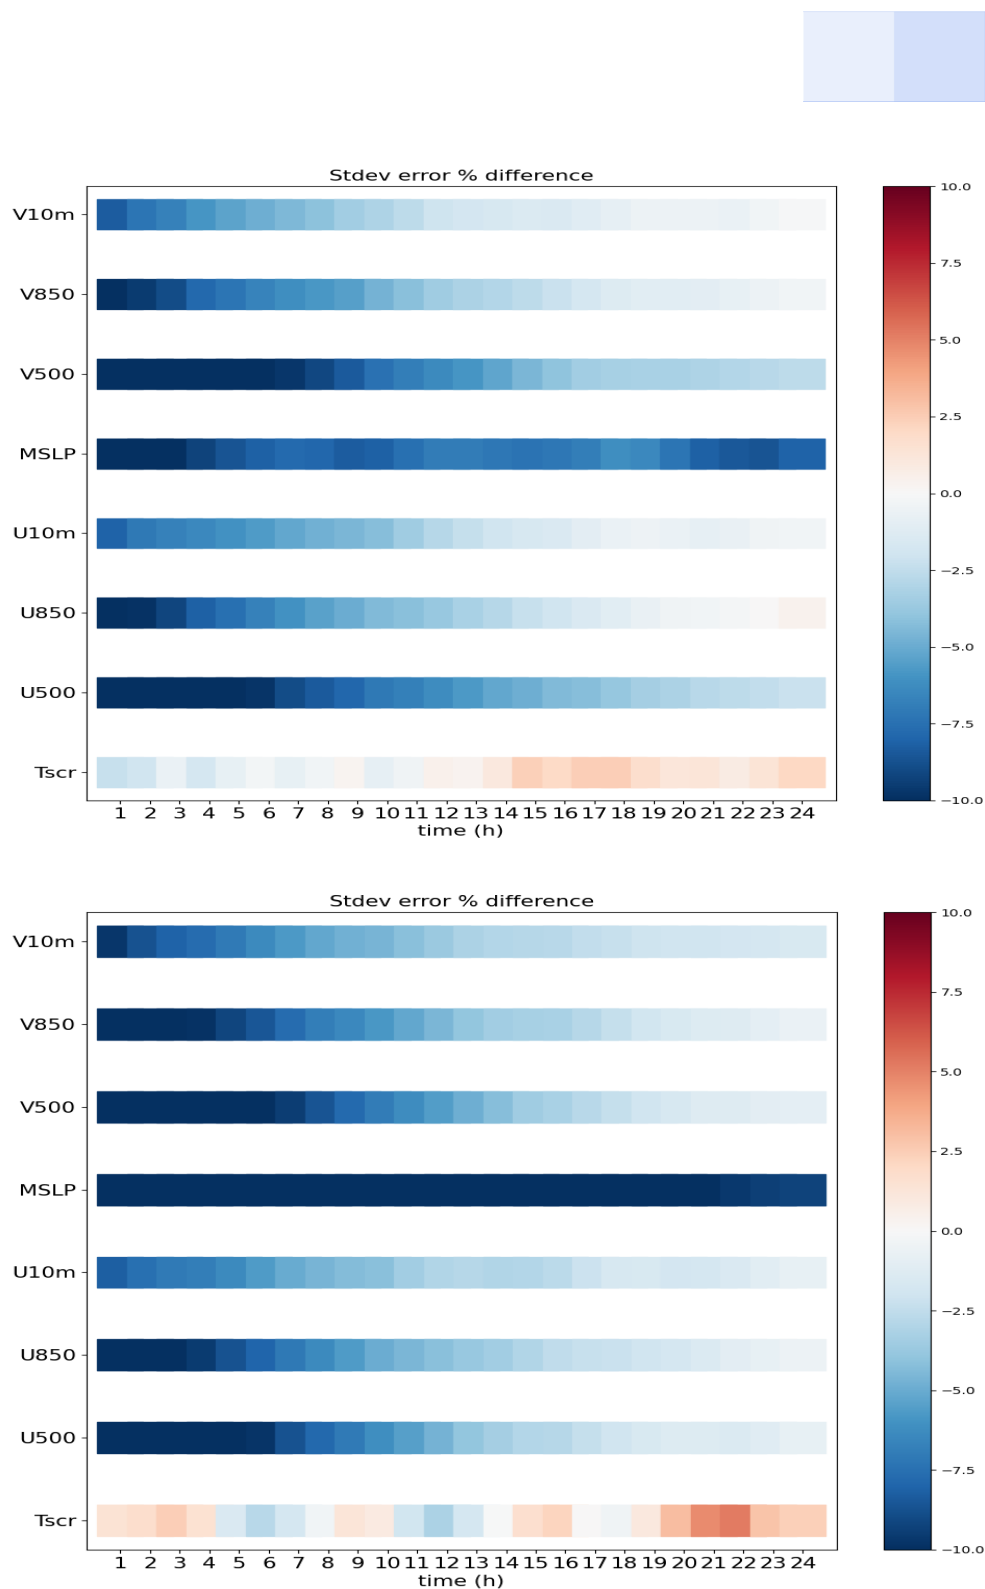 Stdev error % difference
V10m
V850
V500
MSLP
U10m
U850
U500
Tscr
1 2 3 4 5 6 7 8 9 10 11 12 13 14 15 16 17 18 19 20 21 22 23 24
time (h)
10.0
7.5
5.0
2.5
0.0
−2.5
−5.0
−7.5
−10.0
Stdev error % difference
V10m
V850
V500
MSLP
U10m
U850
U500
Tscr
1 2 3 4 5 6 7 8 9 10 11 12 13 14 15 16 17 18 19 20 21 22 23 24
time (h)
10.0
7.5
5.0
2.5
0.0
−2.5
−5.0
−7.5
−10.0